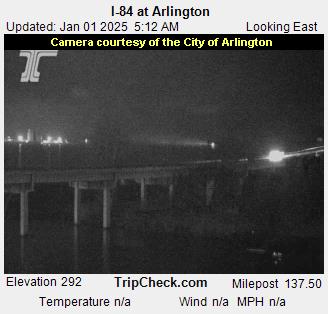 I-84 at Arlington
Updated: Jan 01 2025 5:12 AM Looking East
Camera courtesy of the City of Arlington
Elevation 292 TripCheck.com Milepost 137.50
Temperature n/a Wind n/a MPH n/a